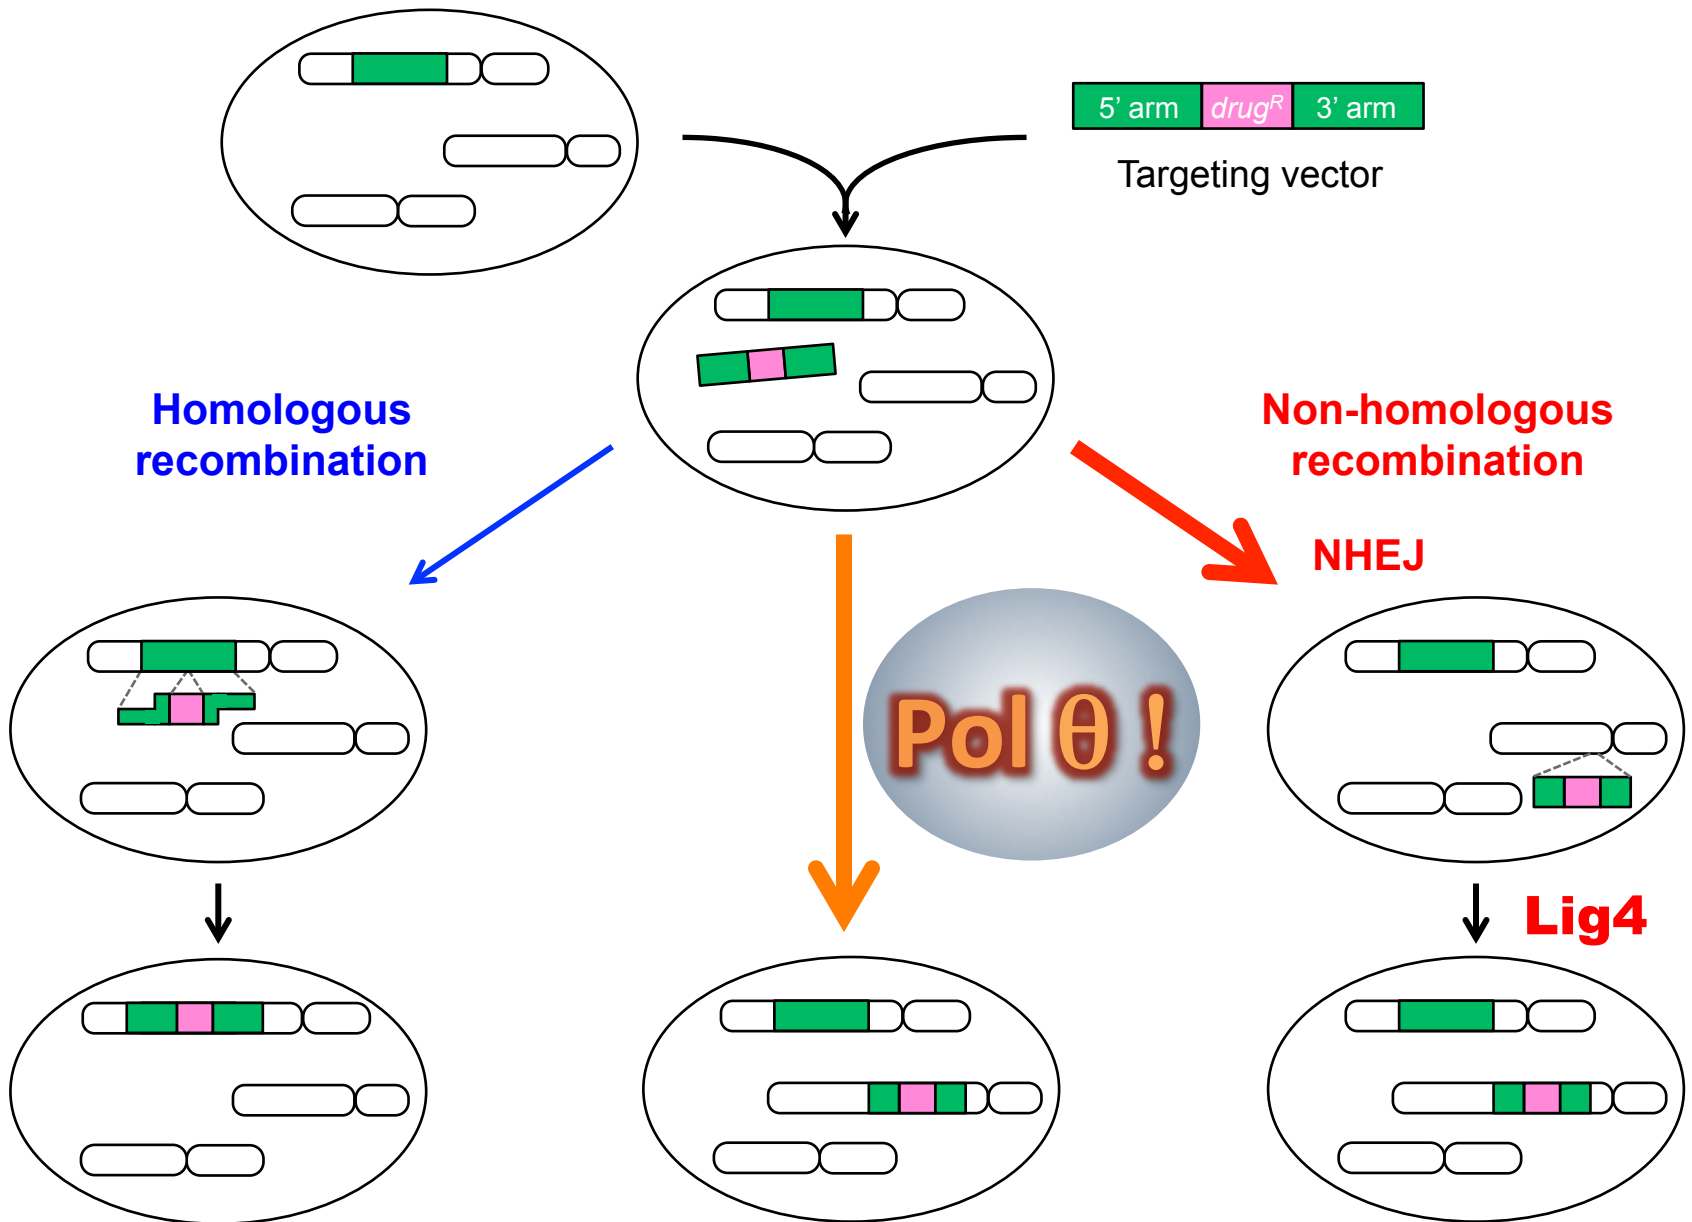 5’ arm drugᴿ 3’ arm
Targeting vector
Homologous
recombination
Non-homologous
recombination
NHEJ
Pol θ !
Lig4